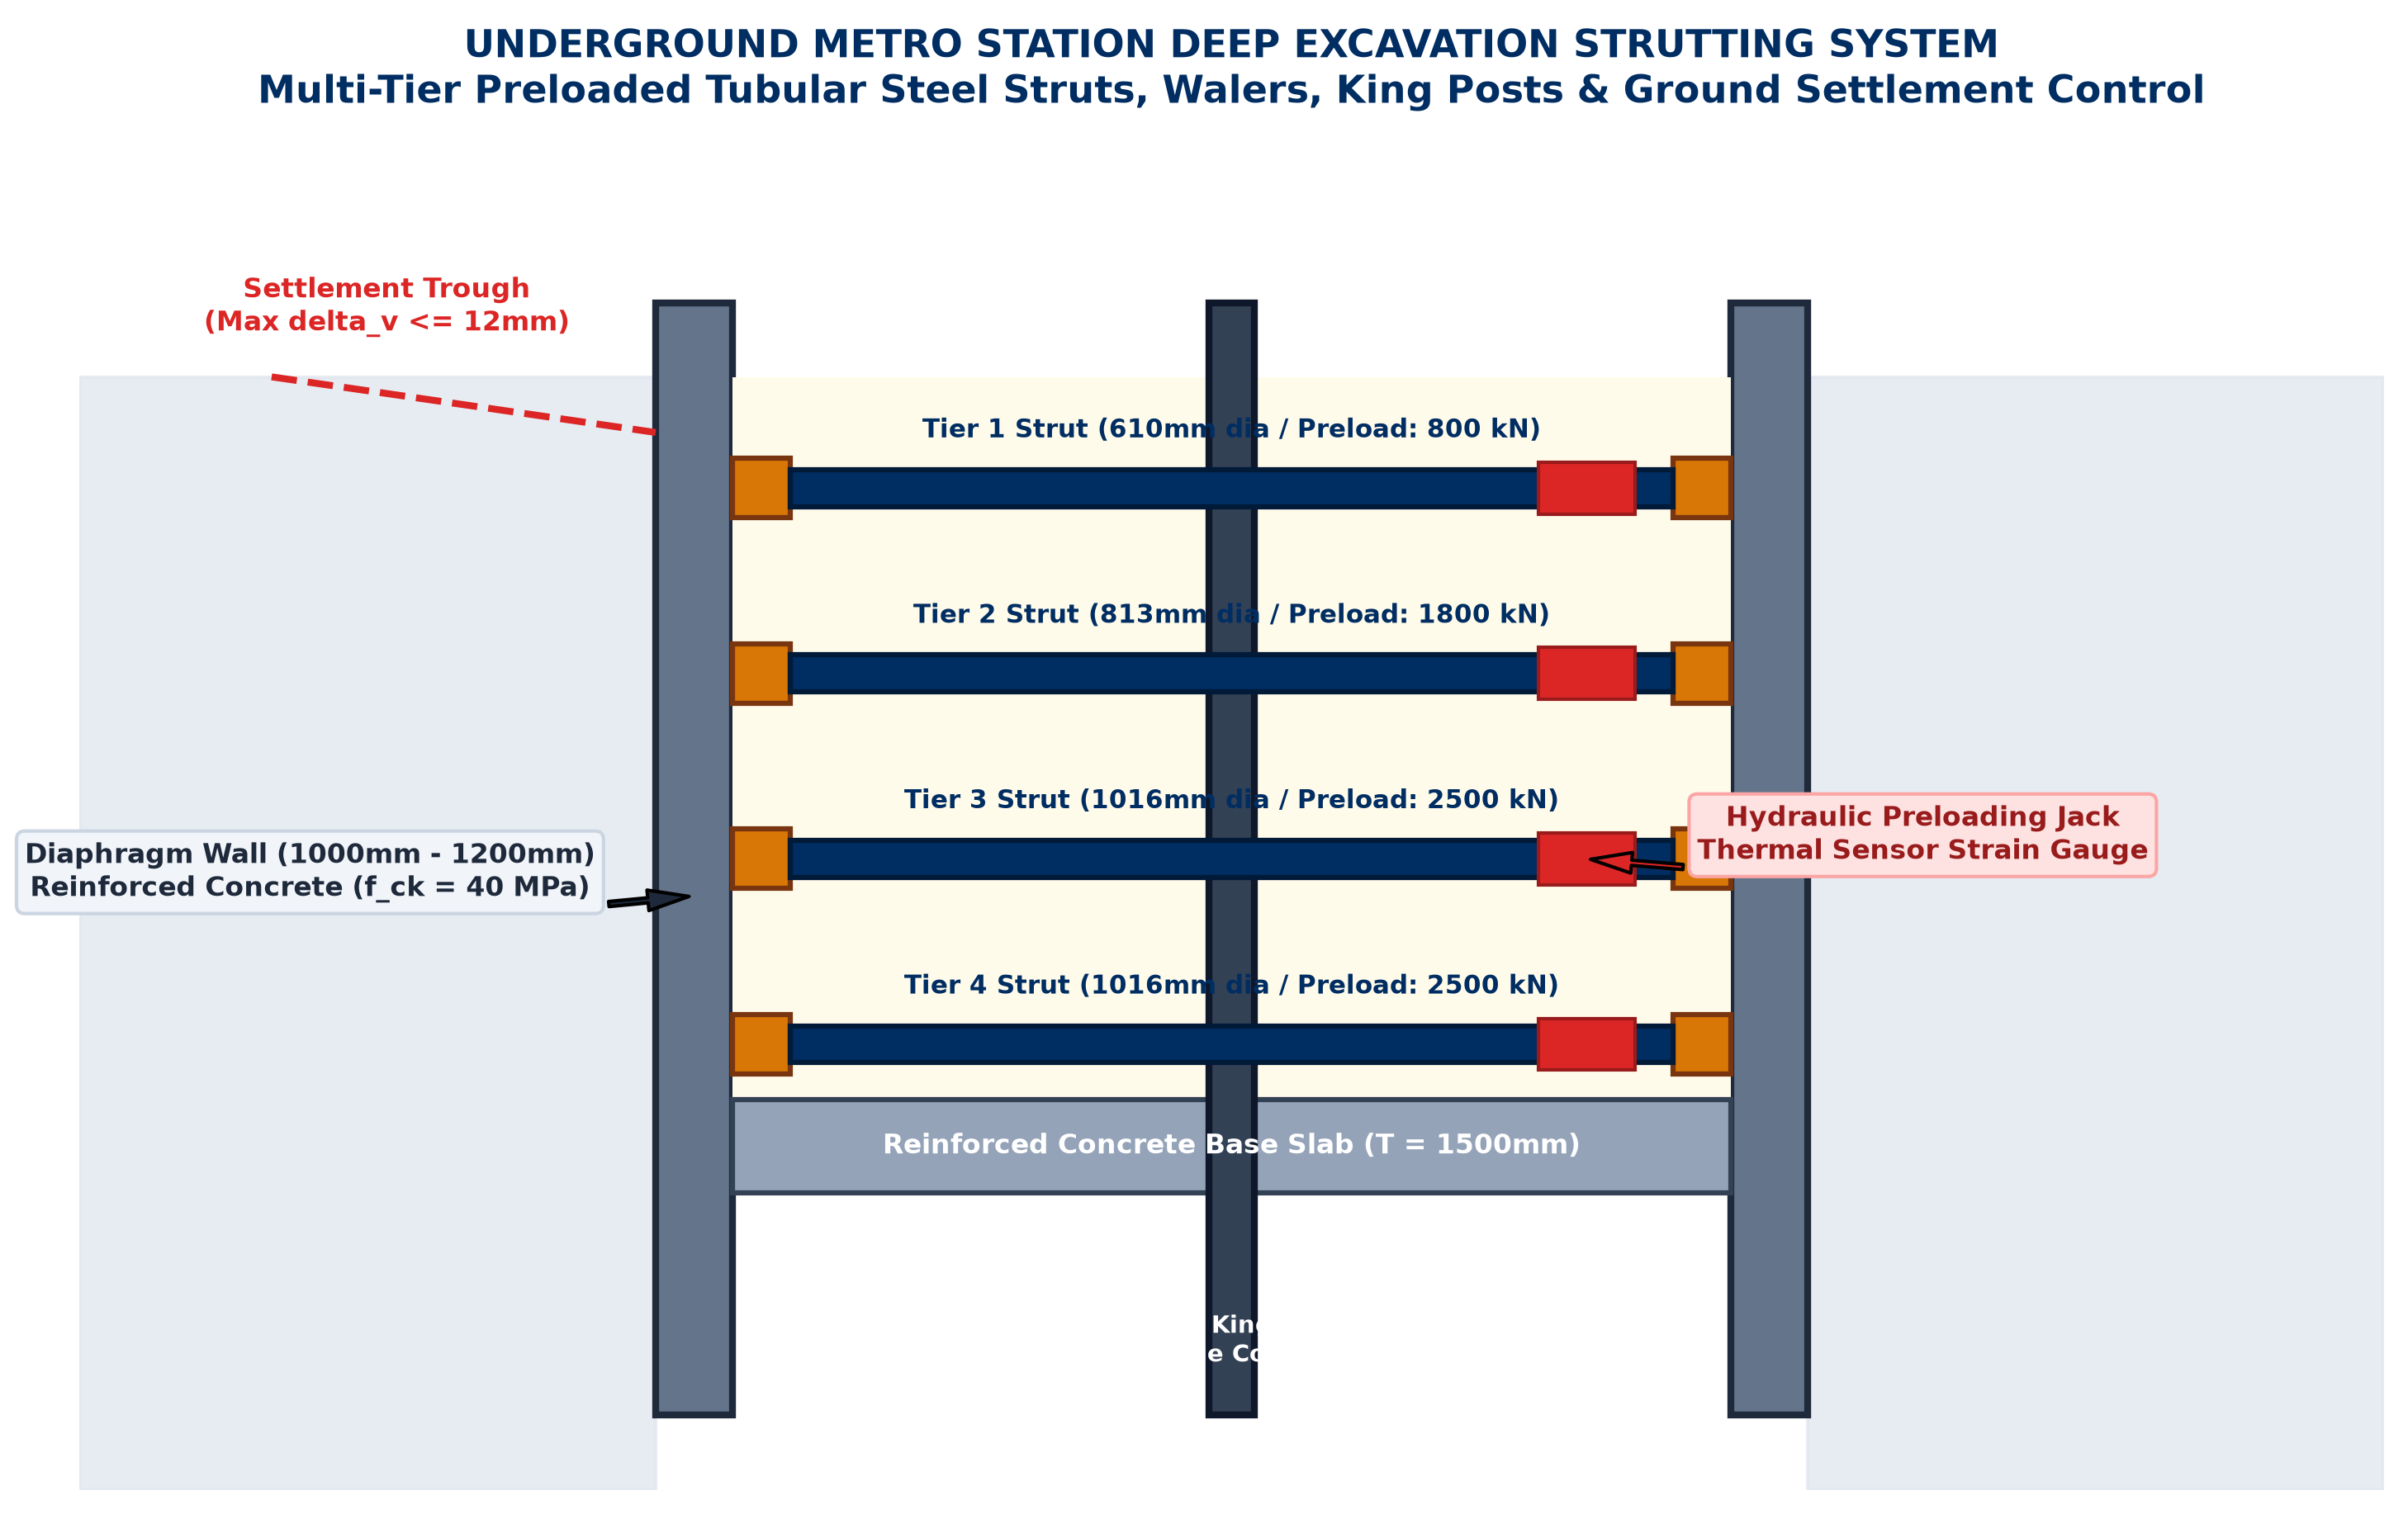 UNDERGROUND METRO STATION DEEP EXCAVATION STRUTTING SYSTEM
Multi-Tier Preloaded Tubular Steel Struts, Walers, King Posts & Ground Settlement Control
Settlement Trough
(Max delta_v <= 12mm)
Tier 1 Strut (610mm dia / Preload: 800 kN)
Tier 2 Strut (813mm dia / Preload: 1800 kN)
Tier 3 Strut (1016mm dia / Preload: 2500 kN)
Hydraulic Preloading Jack
Thermal Sensor Strain Gauge
Diaphragm Wall (1000mm - 1200mm)
Reinforced Concrete (f_ck = 40 MPa)
Tier 4 Strut (1016mm dia / Preload: 2500 kN)
Reinforced Concrete Base Slab (T = 1500mm)